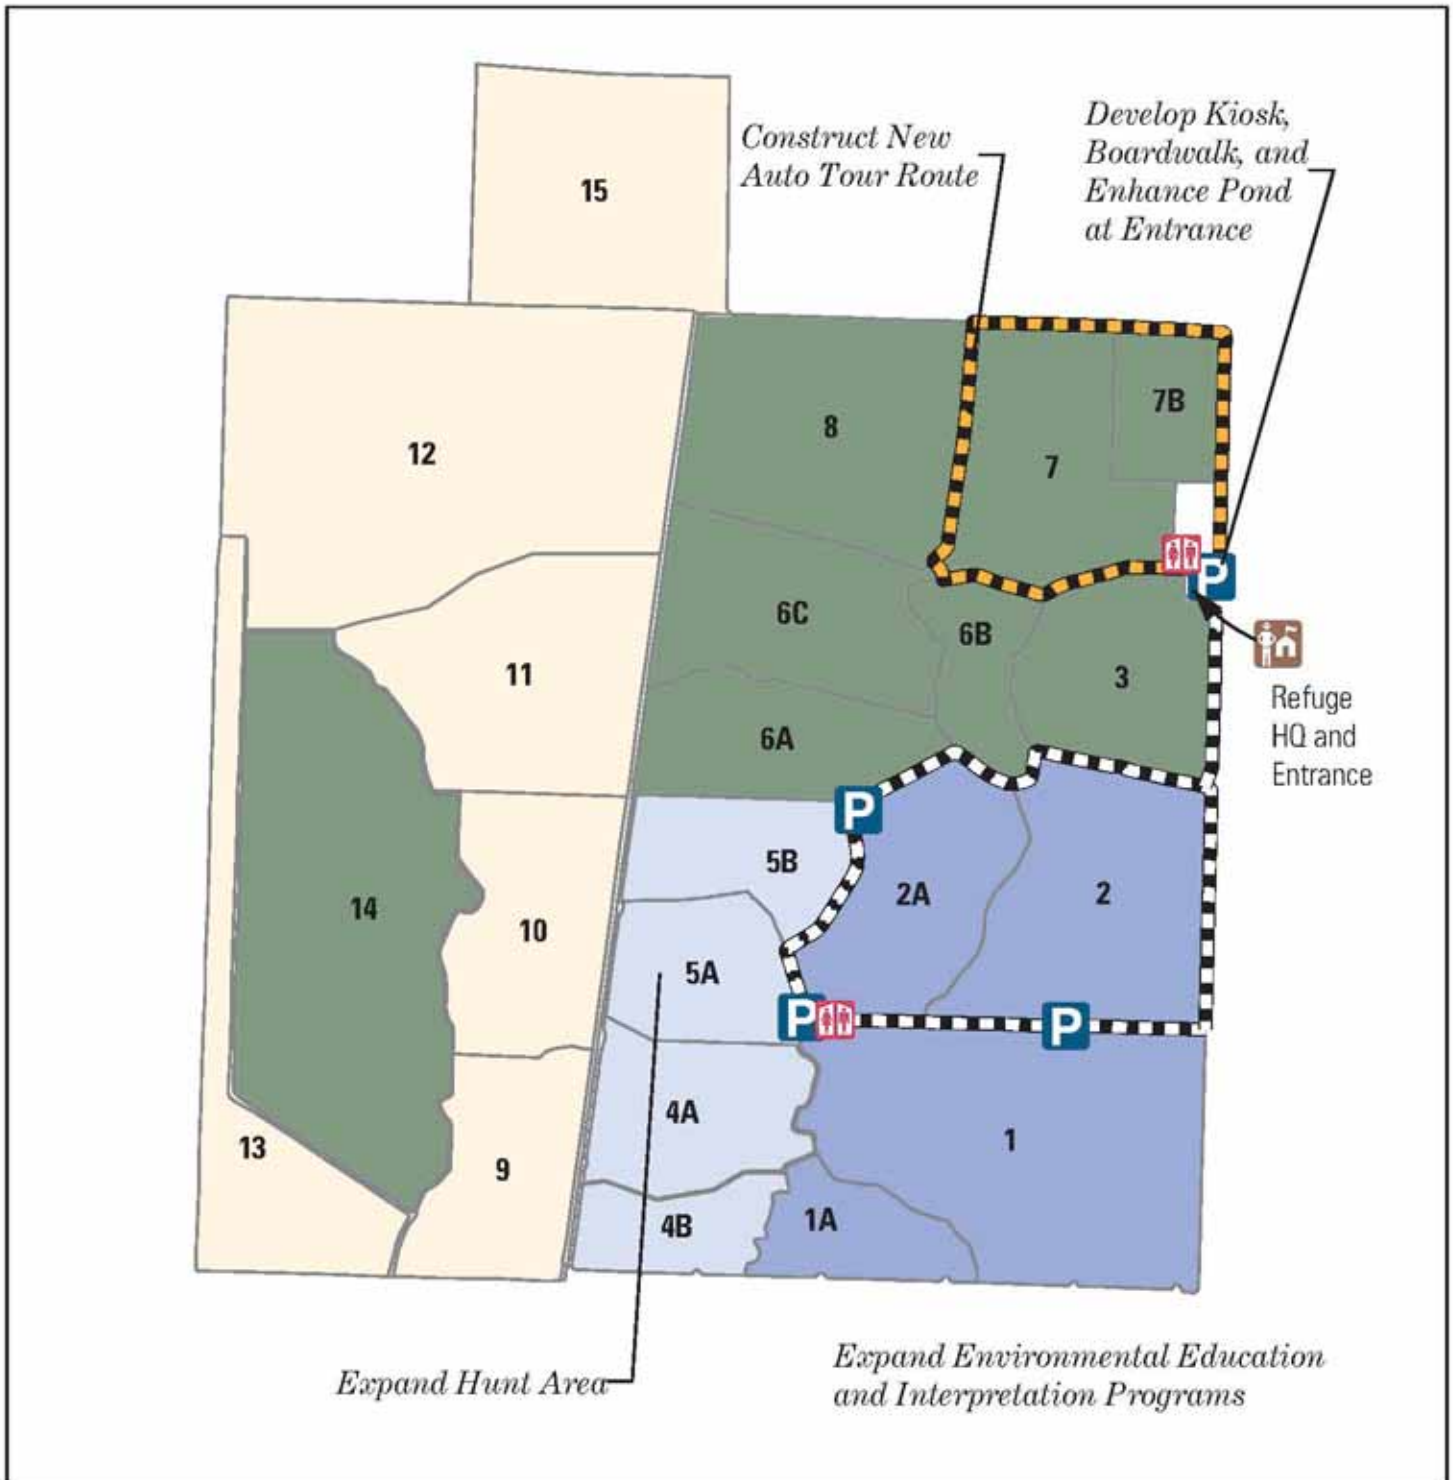 Construct New
Auto Tour Route
Develop Kiosk,
Boardwalk, and
Enhance Pond
at Entrance
15
12
8
7B
7
11
6C
6B
3
P
Refuge
HQ and
Entrance
6A
P
14
10
5B
2A
2
5A
P
P
13
9
4A
1
4B
1A
Expand Hunt Area
Expand Environmental Education
and Interpretation Programs